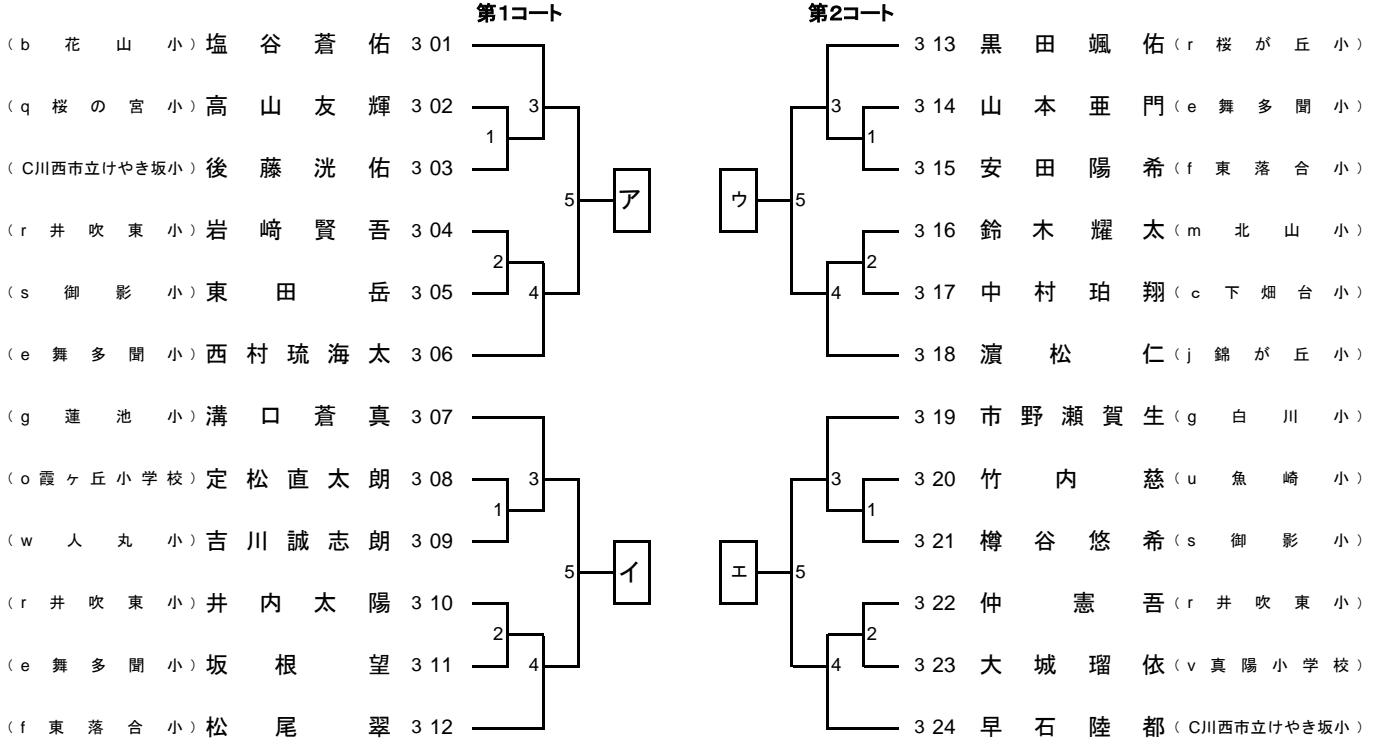 第1コート
第2コート
（b 花山小）塩谷蒼佑 3 01
3 13 黒田颯佑（r 桜が丘小）
（q 桜の宮小）高山友輝 3 02
3
3
3 14 山本亜門（e 舞多聞小）
1
1
（C川西市立けやき坂小）後藤洸佑 3 03
3 15 安田陽希（f 東落合小）
5
ア
ウ
5
（r 井吹東小）岩﨑賢吾 3 04
3 16 鈴木耀太（m 北山小）
2
2
（s 御影小）東田岳 3 05
4
4
3 17 中村珀翔（c 下畑台小）
（e 舞多聞小）西村琉海太 3 06
3 18 濵松仁（j 錦が丘小）
（g 蓮池小）溝口蒼真 3 07
3 19 市野瀬賀生（g 白川小）
（o霞ヶ丘小学校）定松直太朗 3 08
3
3
3 20 竹内慈（u 魚崎小）
1
1
（w 人丸小）吉川誠志朗 3 09
3 21 樽谷悠希（s 御影小）
5
イ
エ
5
（r 井吹東小）井内太陽 3 10
3 22 仲憲吾（r 井吹東小）
2
2
（e 舞多聞小）坂根望 3 11
4
4
3 23 大城瑠依（v真陽小学校）
（f 東落合小）松尾翠 3 12
3 24 早石陸都（C川西市立けやき坂小）